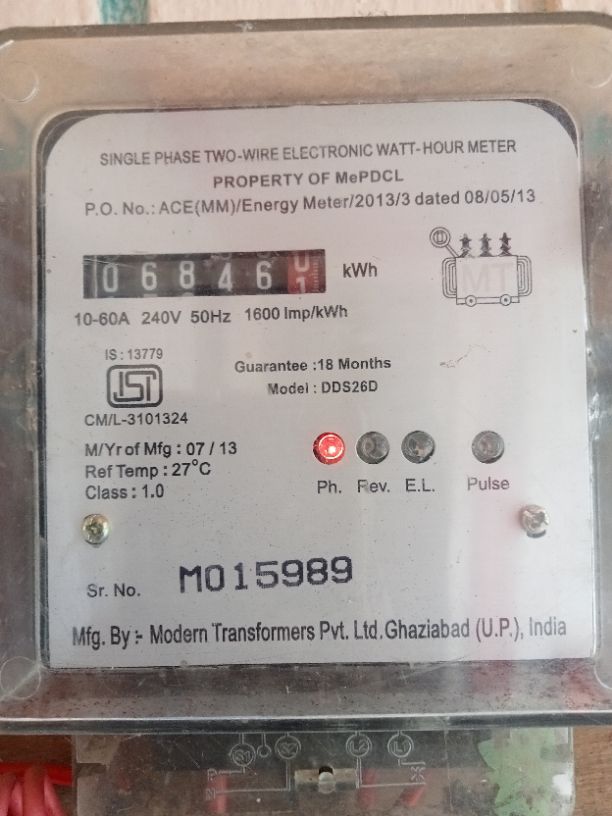 SINGLE PHASE TWO-WIRE ELECTRONIC WATT-HOUR METER
PROPERTY OF MePDCL
P.O. No.: ACE(MM)/Energy Meter/2013/3 dated 08/05/13
06846 kWh
MT
10-60A 240V 50Hz 1600 Imp/kWh
IS : 13779
ISI
Guarantee :18 Months
Model : DDS26D
CM/L-3101324
M/Yr of Mfg : 07 / 13
Ref Temp : 27°C
Class : 1.0
Ph. Rev. E.L. Pulse
Sr. No. M015989
Mfg. By :- Modern Transformers Pvt. Ltd.Ghaziabad (U.P.), India